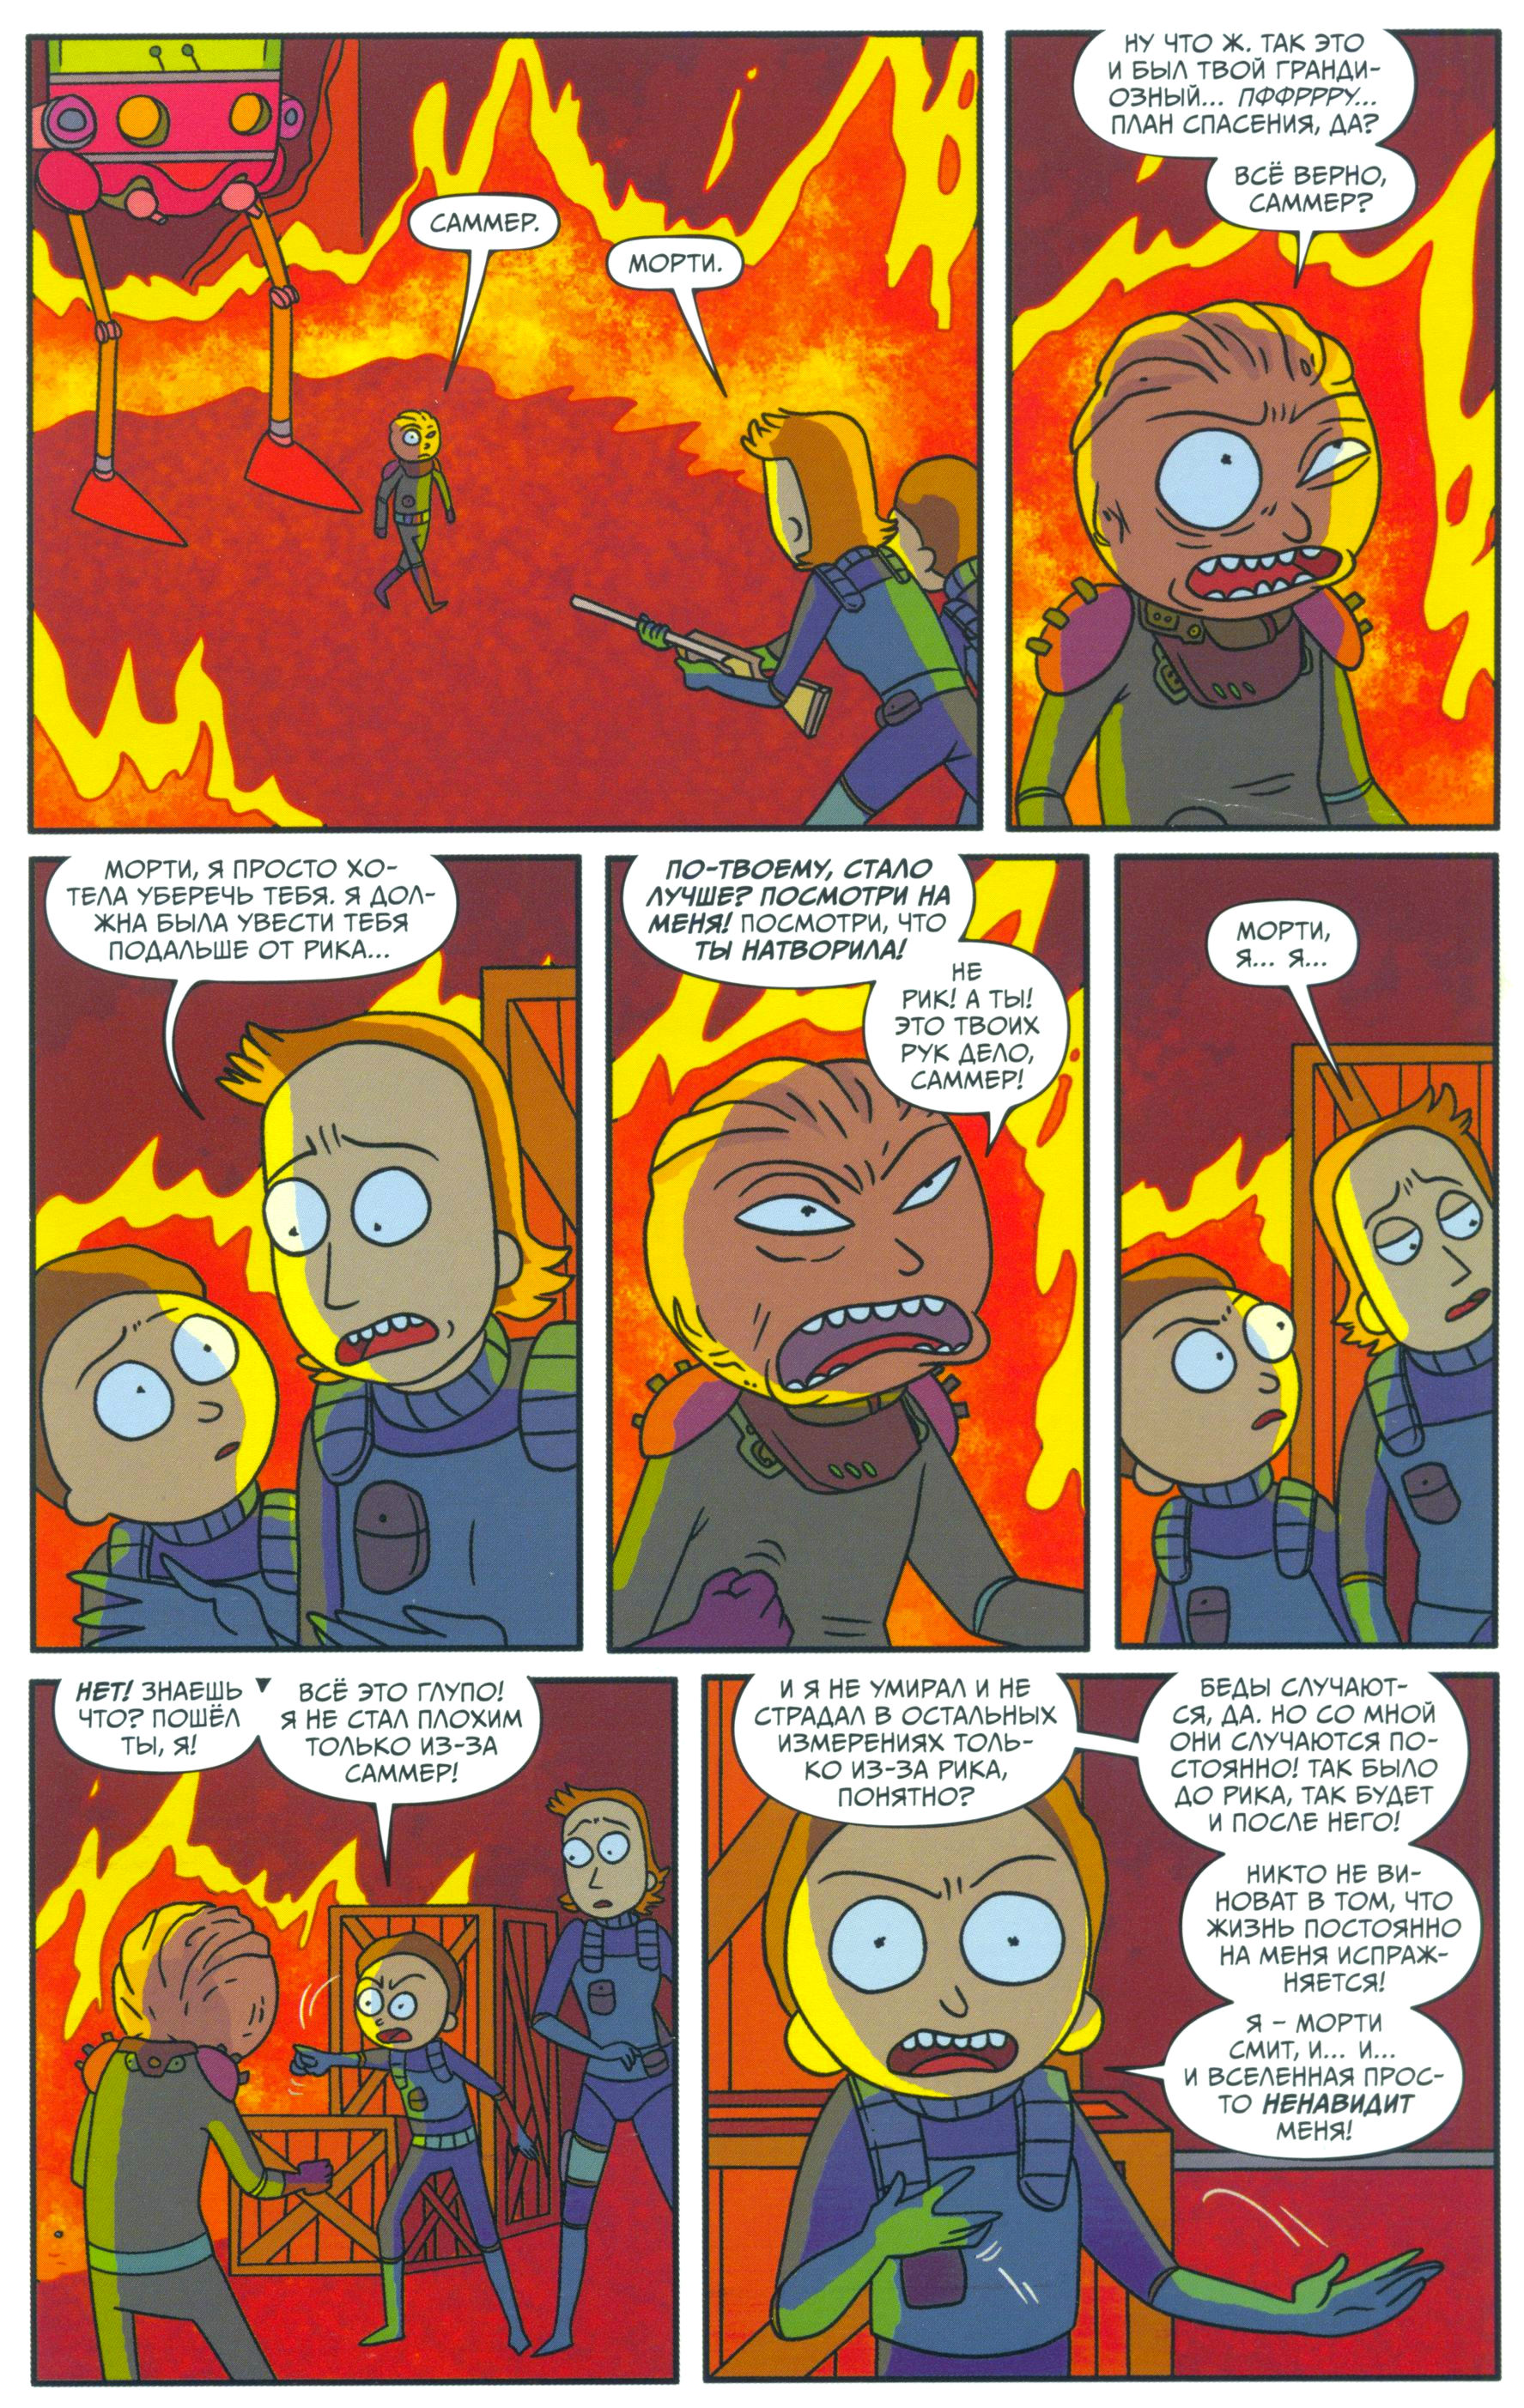 САММЕР.
МОРТИ.
НУ ЧТО Ж. ТАК ЭТО
И БЫЛ ТВОЙ ГРАНДИ-
ОЗНЫЙ... ПФФРРРУ...
ПЛАН СПАСЕНИЯ, ДА?
ВСЁ ВЕРНО,
САММЕР?
МОРТИ, Я ПРОСТО ХО-
ТЕЛА УБЕРЕЧЬ ТЕБЯ. Я ДОЛ-
ЖНА БЫЛА УВЕСТИ ТЕБЯ
ПОДАЛЬШЕ ОТ РИКА...
ПО-ТВОЕМУ, СТАЛО
ЛУЧШЕ? ПОСМОТРИ НА
МЕНЯ! ПОСМОТРИ, ЧТО
ТЫ НАТВОРИЛА!
НЕ
РИК! А ТЫ!
ЭТО ТВОИХ
РУК ДЕЛО,
САММЕР!
МОРТИ,
Я... Я...
НЕТ! ЗНАЕШЬ
ЧТО? ПОШЁЛ
ТЫ, Я!
ВСЁ ЭТО ГЛУПО!
Я НЕ СТАЛ ПЛОХИМ
ТОЛЬКО ИЗ-ЗА
САММЕР!
И Я НЕ УМИРАЛ И НЕ
СТРАДАЛ В ОСТАЛЬНЫХ
ИЗМЕРЕНИЯХ ТОЛЬ-
КО ИЗ-ЗА РИКА,
ПОНЯТНО?
БЕДЫ СЛУЧАЮТ-
СЯ, ДА. НО СО МНОЙ
ОНИ СЛУЧАЮТСЯ ПО-
СТОЯННО! ТАК БЫЛО
ДО РИКА, ТАК БУДЕТ
И ПОСЛЕ НЕГО!
НИКТО НЕ ВИ-
НОВАТ В ТОМ, ЧТО
ЖИЗНЬ ПОСТОЯННО
НА МЕНЯ ИСПРАЖ-
НЯЕТСЯ!
Я - МОРТИ
СМИТ, И... И...
И ВСЕЛЕННАЯ ПРОС-
ТО НЕНАВИДИТ
МЕНЯ!